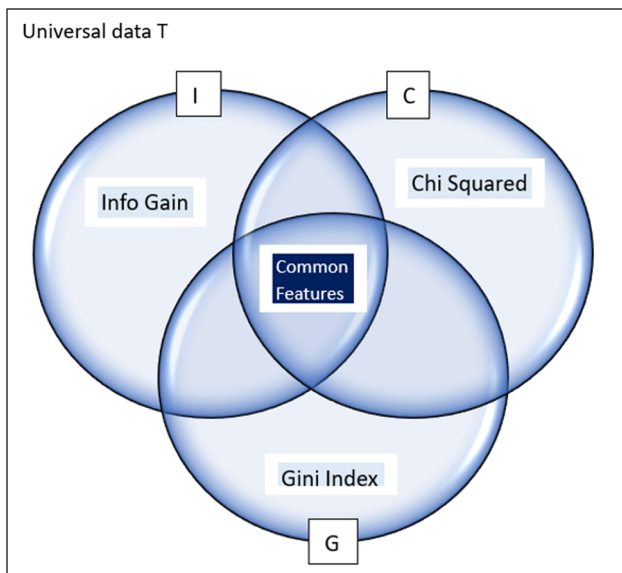 Universal data T
I
C
Info Gain
Chi Squared
Common
Features
Gini Index
G